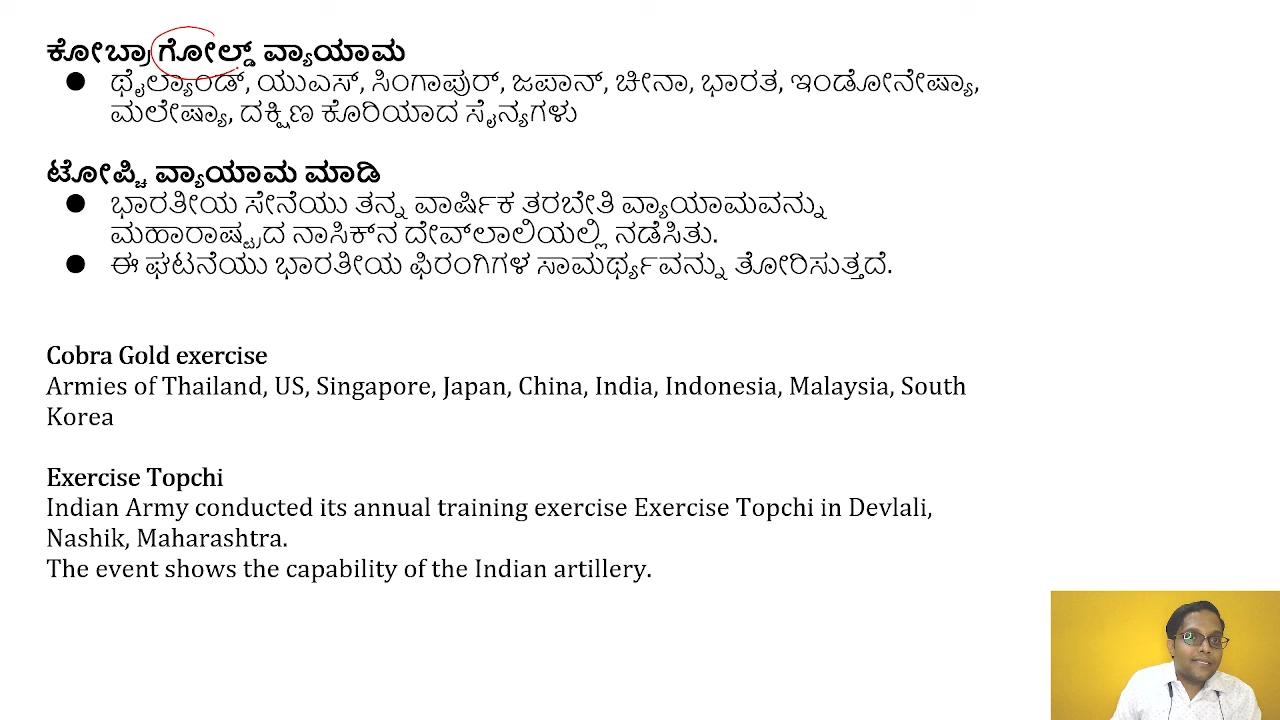 ಕೋಬ್ರಾ ಗೋಲ್ಡ್ ವ್ಯಾಯಾಮ
● ಥೈಲ್ಯಾಂಡ್, ಯುಎಸ್, ಸಿಂಗಾಪುರ್, ಜಪಾನ್, ಚೀನಾ, ಭಾರತ, ಇಂಡೋನೇಷ್ಯಾ,
ಮಲೇಷ್ಯಾ, ದಕ್ಷಿಣ ಕೊರಿಯಾದ ಸೈನ್ಯಗಳು
ಟೋಪ್ಚಿ ವ್ಯಾಯಾಮ ಮಾಡಿ
● ಭಾರತೀಯ ಸೇನೆಯು ತನ್ನ ವಾರ್ಷಿಕ ತರಬೇತಿ ವ್ಯಾಯಾಮವನ್ನು
ಮಹಾರಾಷ್ಟ್ರದ ನಾಸಿಕ್‌ನ ದೇವ್‌ಲಾಲಿಯಲ್ಲಿ ನಡೆಸಿತು.
● ಈ ಘಟನೆಯು ಭಾರತೀಯ ಫಿರಂಗಿಗಳ ಸಾಮರ್ಥ್ಯವನ್ನು ತೋರಿಸುತ್ತದೆ.
Cobra Gold exercise
Armies of Thailand, US, Singapore, Japan, China, India, Indonesia, Malaysia, South
Korea
Exercise Topchi
Indian Army conducted its annual training exercise Exercise Topchi in Devlali,
Nashik, Maharashtra.
The event shows the capability of the Indian artillery.